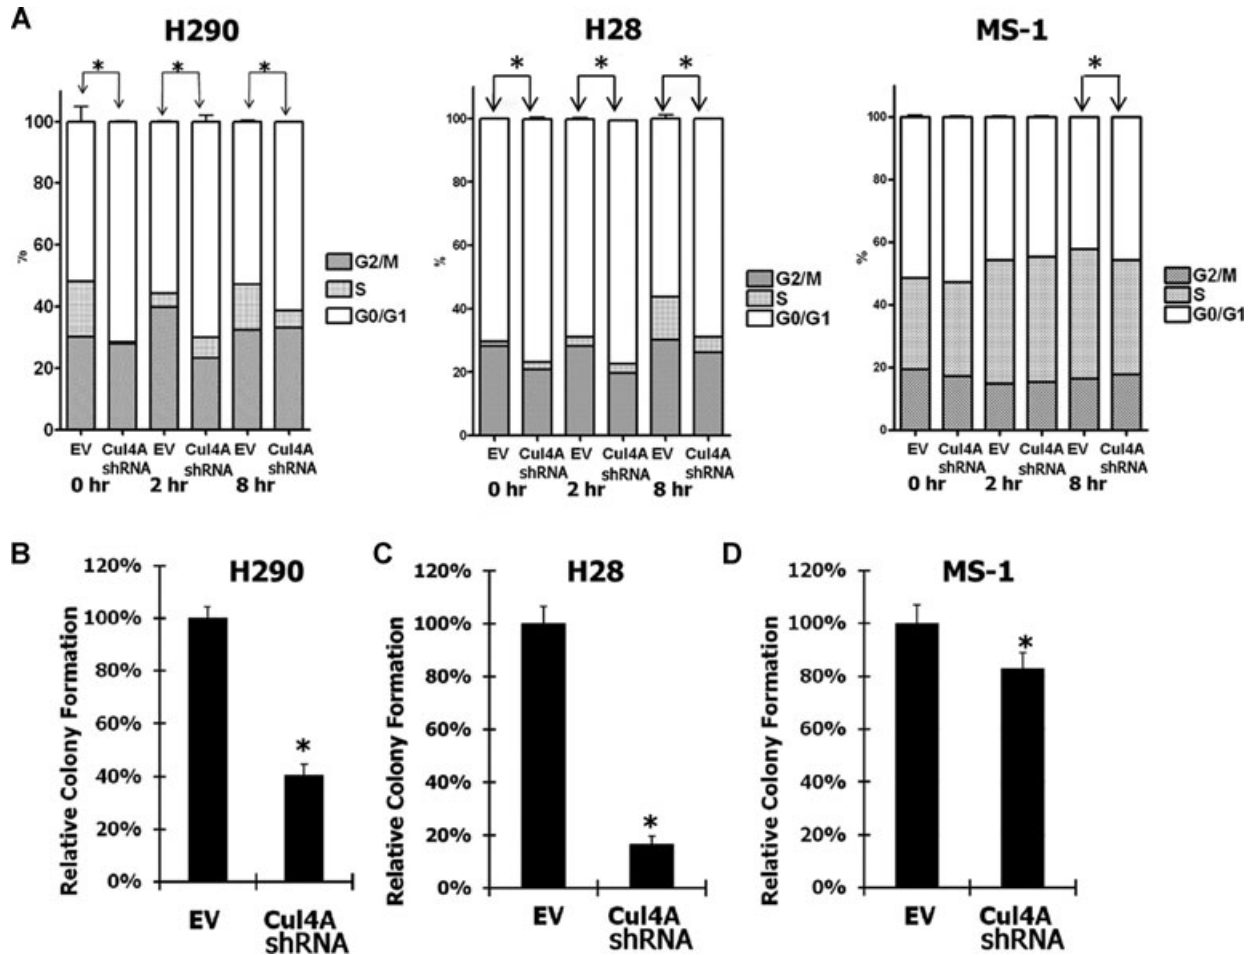 A
H290
H28
MS-1
* * *
* * *
*
100
80
60
40
20
0
%
G2/M
S
G0/G1
EV Cul4A shRNA EV Cul4A shRNA EV Cul4A shRNA
0 hr 2 hr 8 hr
100
80
60
40
20
0
%
G2/M
S
G0/G1
EV Cul4A shRNA EV Cul4A shRNA EV Cul4A shRNA
0 hr 2 hr 8 hr
100
80
60
40
20
0
%
G2/M
S
G0/G1
EV Cul4A shRNA EV Cul4A shRNA EV Cul4A shRNA
0 hr 2 hr 8 hr
B
H290
Relative Colony Formation
120%
100%
80%
60%
40%
20%
0%
*
EV Cul4A
shRNA
C
H28
Relative Colony Formation
120%
100%
80%
60%
40%
20%
0%
*
EV Cul4A
shRNA
D
MS-1
Relative Colony Formation
120%
100%
80%
60%
40%
20%
0%
*
EV Cul4A
shRNA